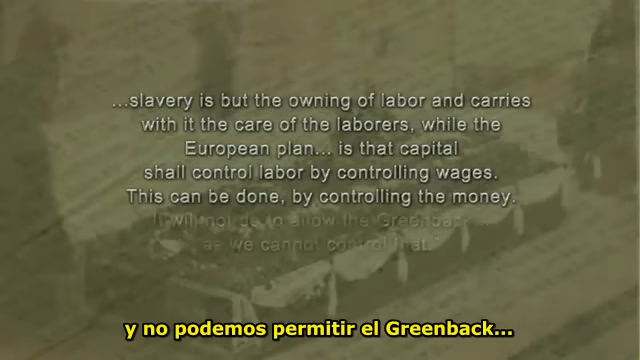 ...slavery is but the owning of labor and carries
with it the care of the laborers, while the
European plan... is that capital
shall control labor by controlling wages.
This can be done, by controlling the money.
It will not do to allow the Greenback...
as we cannot control that.
y no podemos permitir el Greenback...